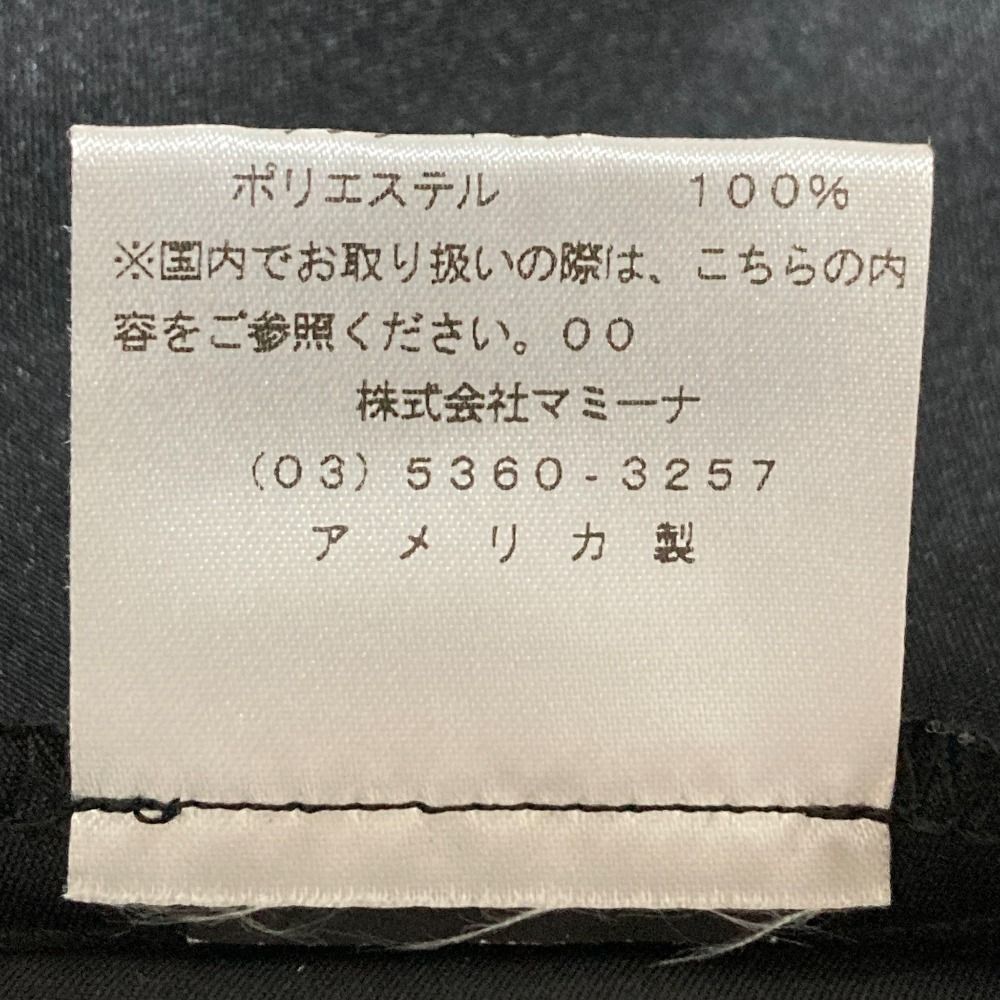 ポリエステル　１００％
※国内でお取り扱いの際は、こちらの内
容をご参照ください。００
株式会社マミーナ
（０３）５３６０-３２５７
アメリカ製